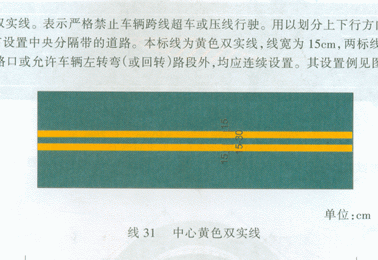 双实线。表示严格禁止车辆跨线超车或压线行驶。用以划分上下行方
设置中央分隔带的道路。本标线为黄色双实线,线宽为15cm,两标线
路口或允许车辆左转弯(或回转)路段外,均应连续设置。其设置例见图
15
15 30
单位:cm
线 31 中心黄色双实线